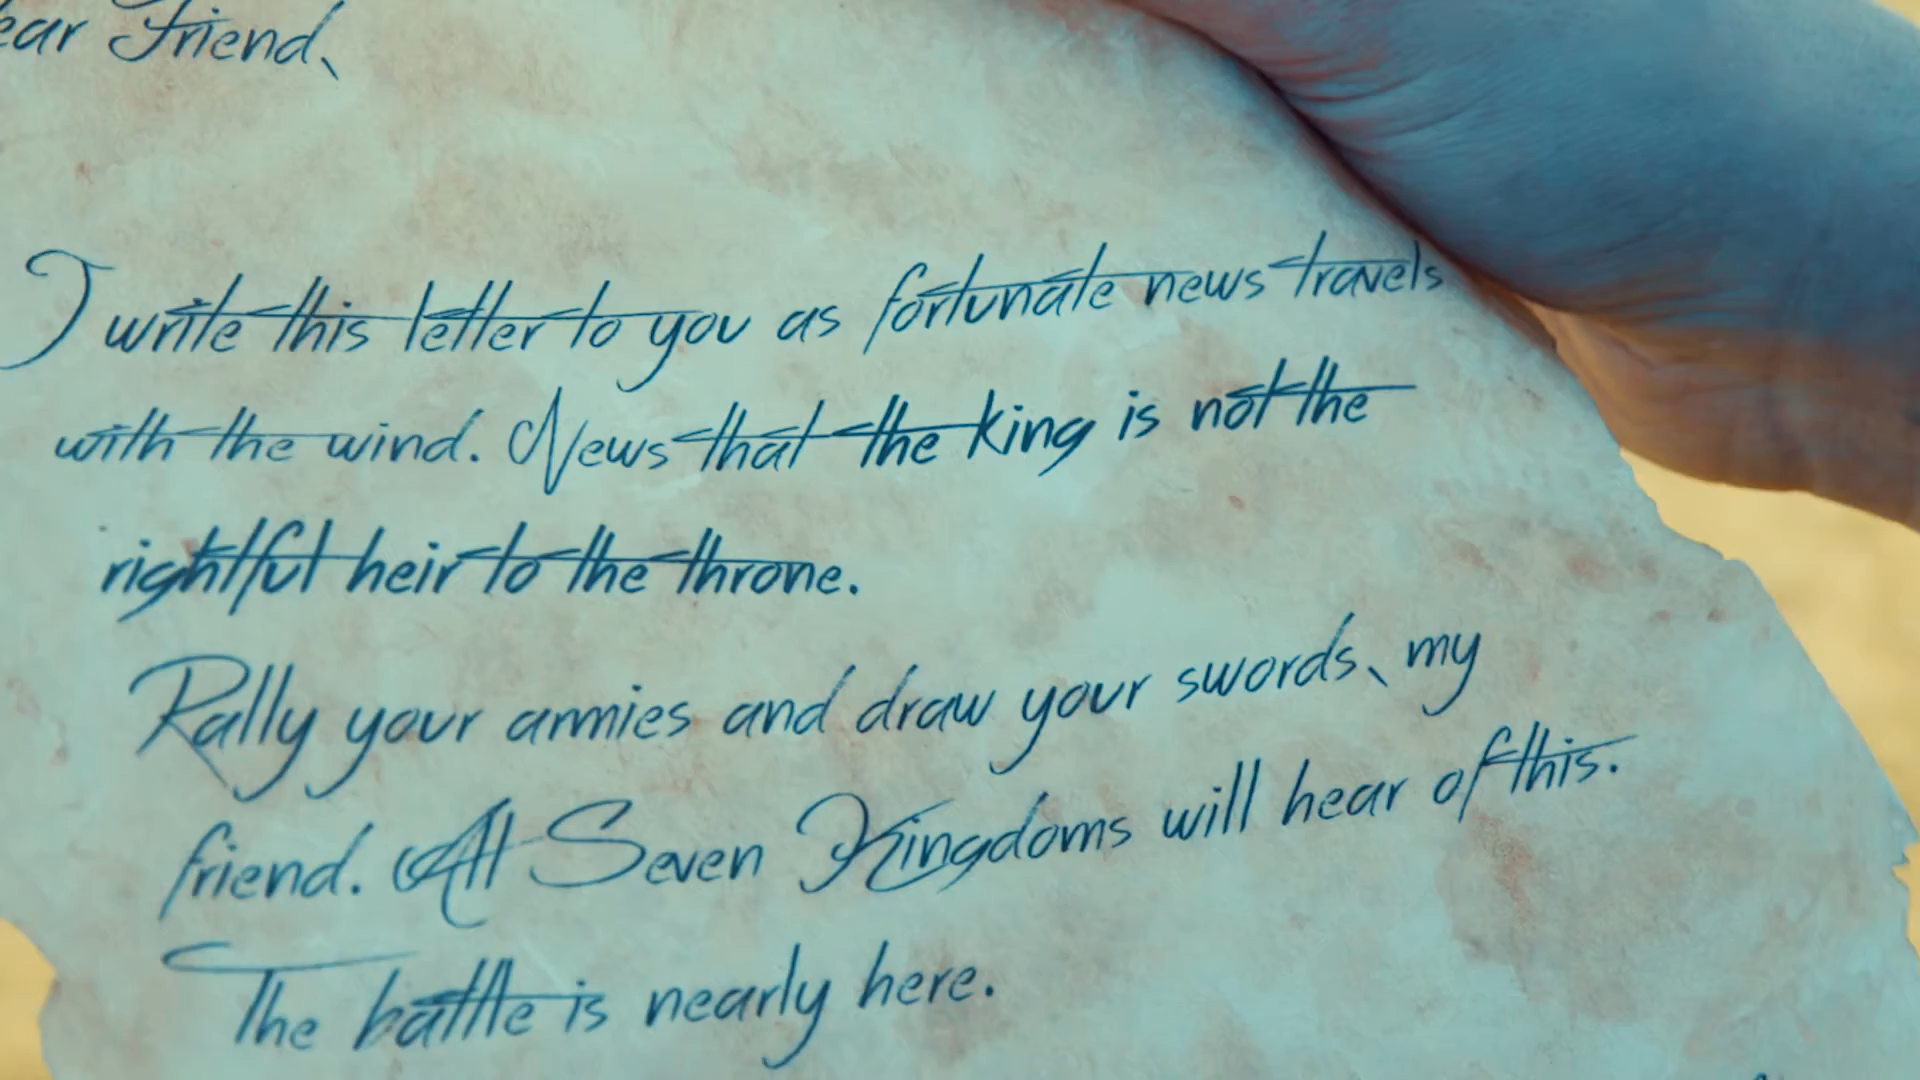 ear Friend,
I write this letter to you as fortunate news travels
with the wind. News that the king is not the
rightful heir to the throne.
Rally your armies and draw your swords, my
friend. All Seven Kingdoms will hear of this.
The battle is nearly here.